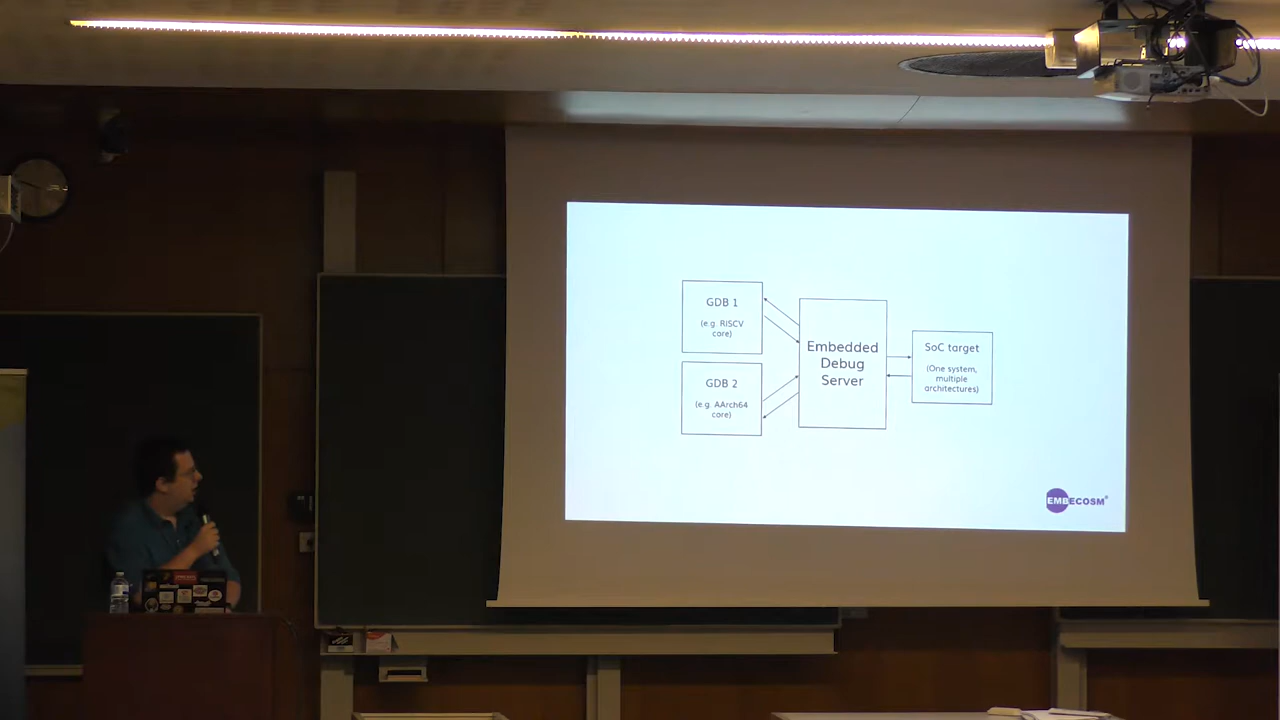 GDB 1
(e.g. RISCV
core)
GDB 2
(e.g AArch64
core)
Embedded
Debug
Server
SoC target
(One system,
multiple
architectures)
EMBECOSM®